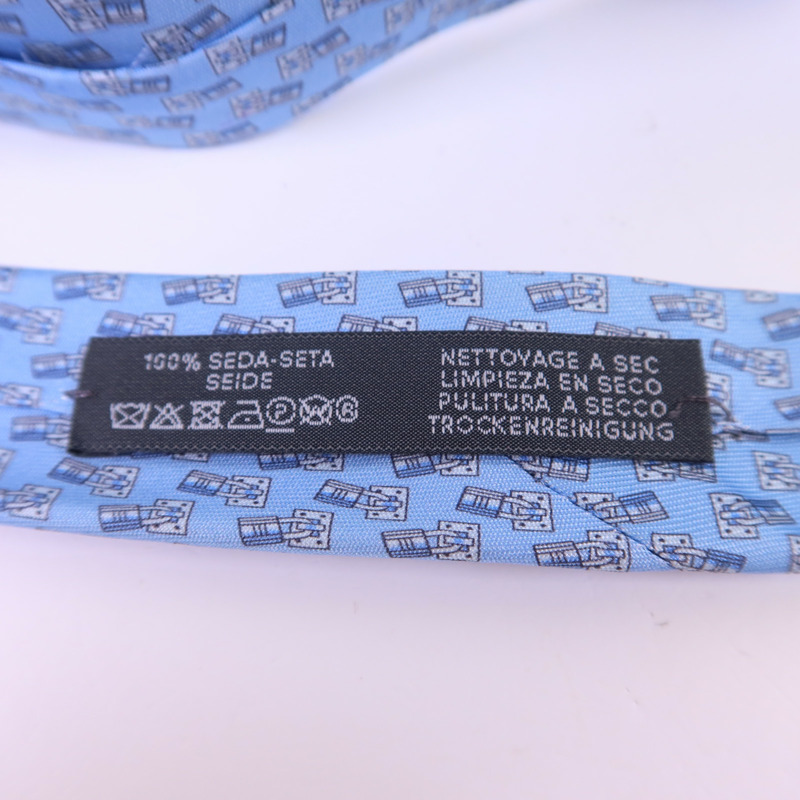 100% SEDA-SETA
SEIDE
NETTOYAGE A SEC
LIMPIEZA EN SECO
PULITURA A SECCO
TROCKENREINIGUNG